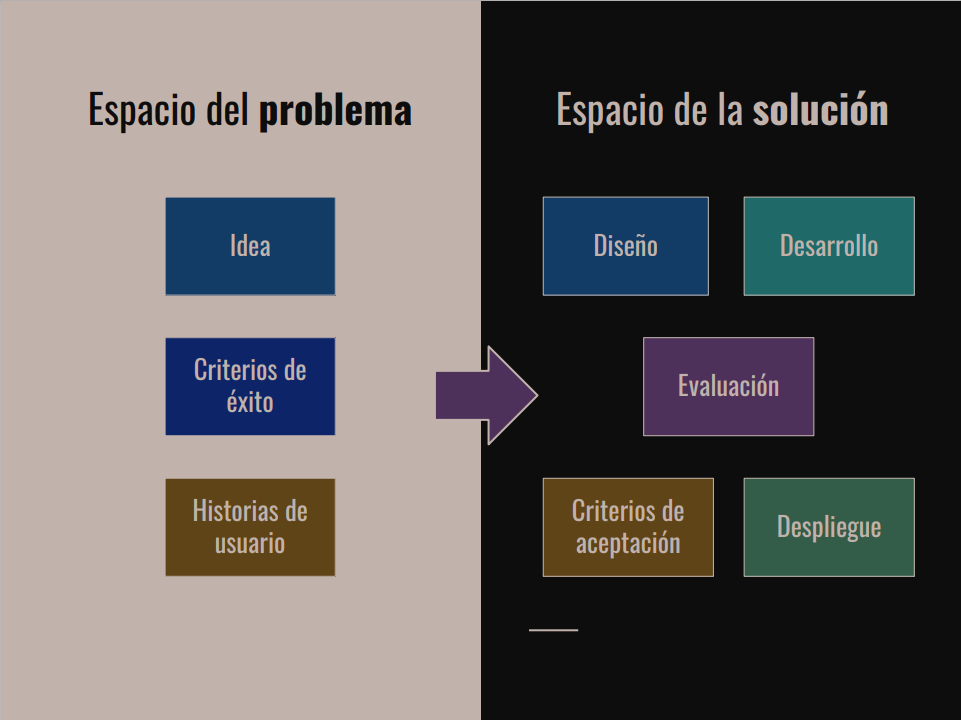 Espacio del problema
Idea
Criterios de
éxito
Historias de
usuario
Espacio de la solución
Diseño
Desarrollo
Evaluación
Criterios de
aceptación
Despliegue